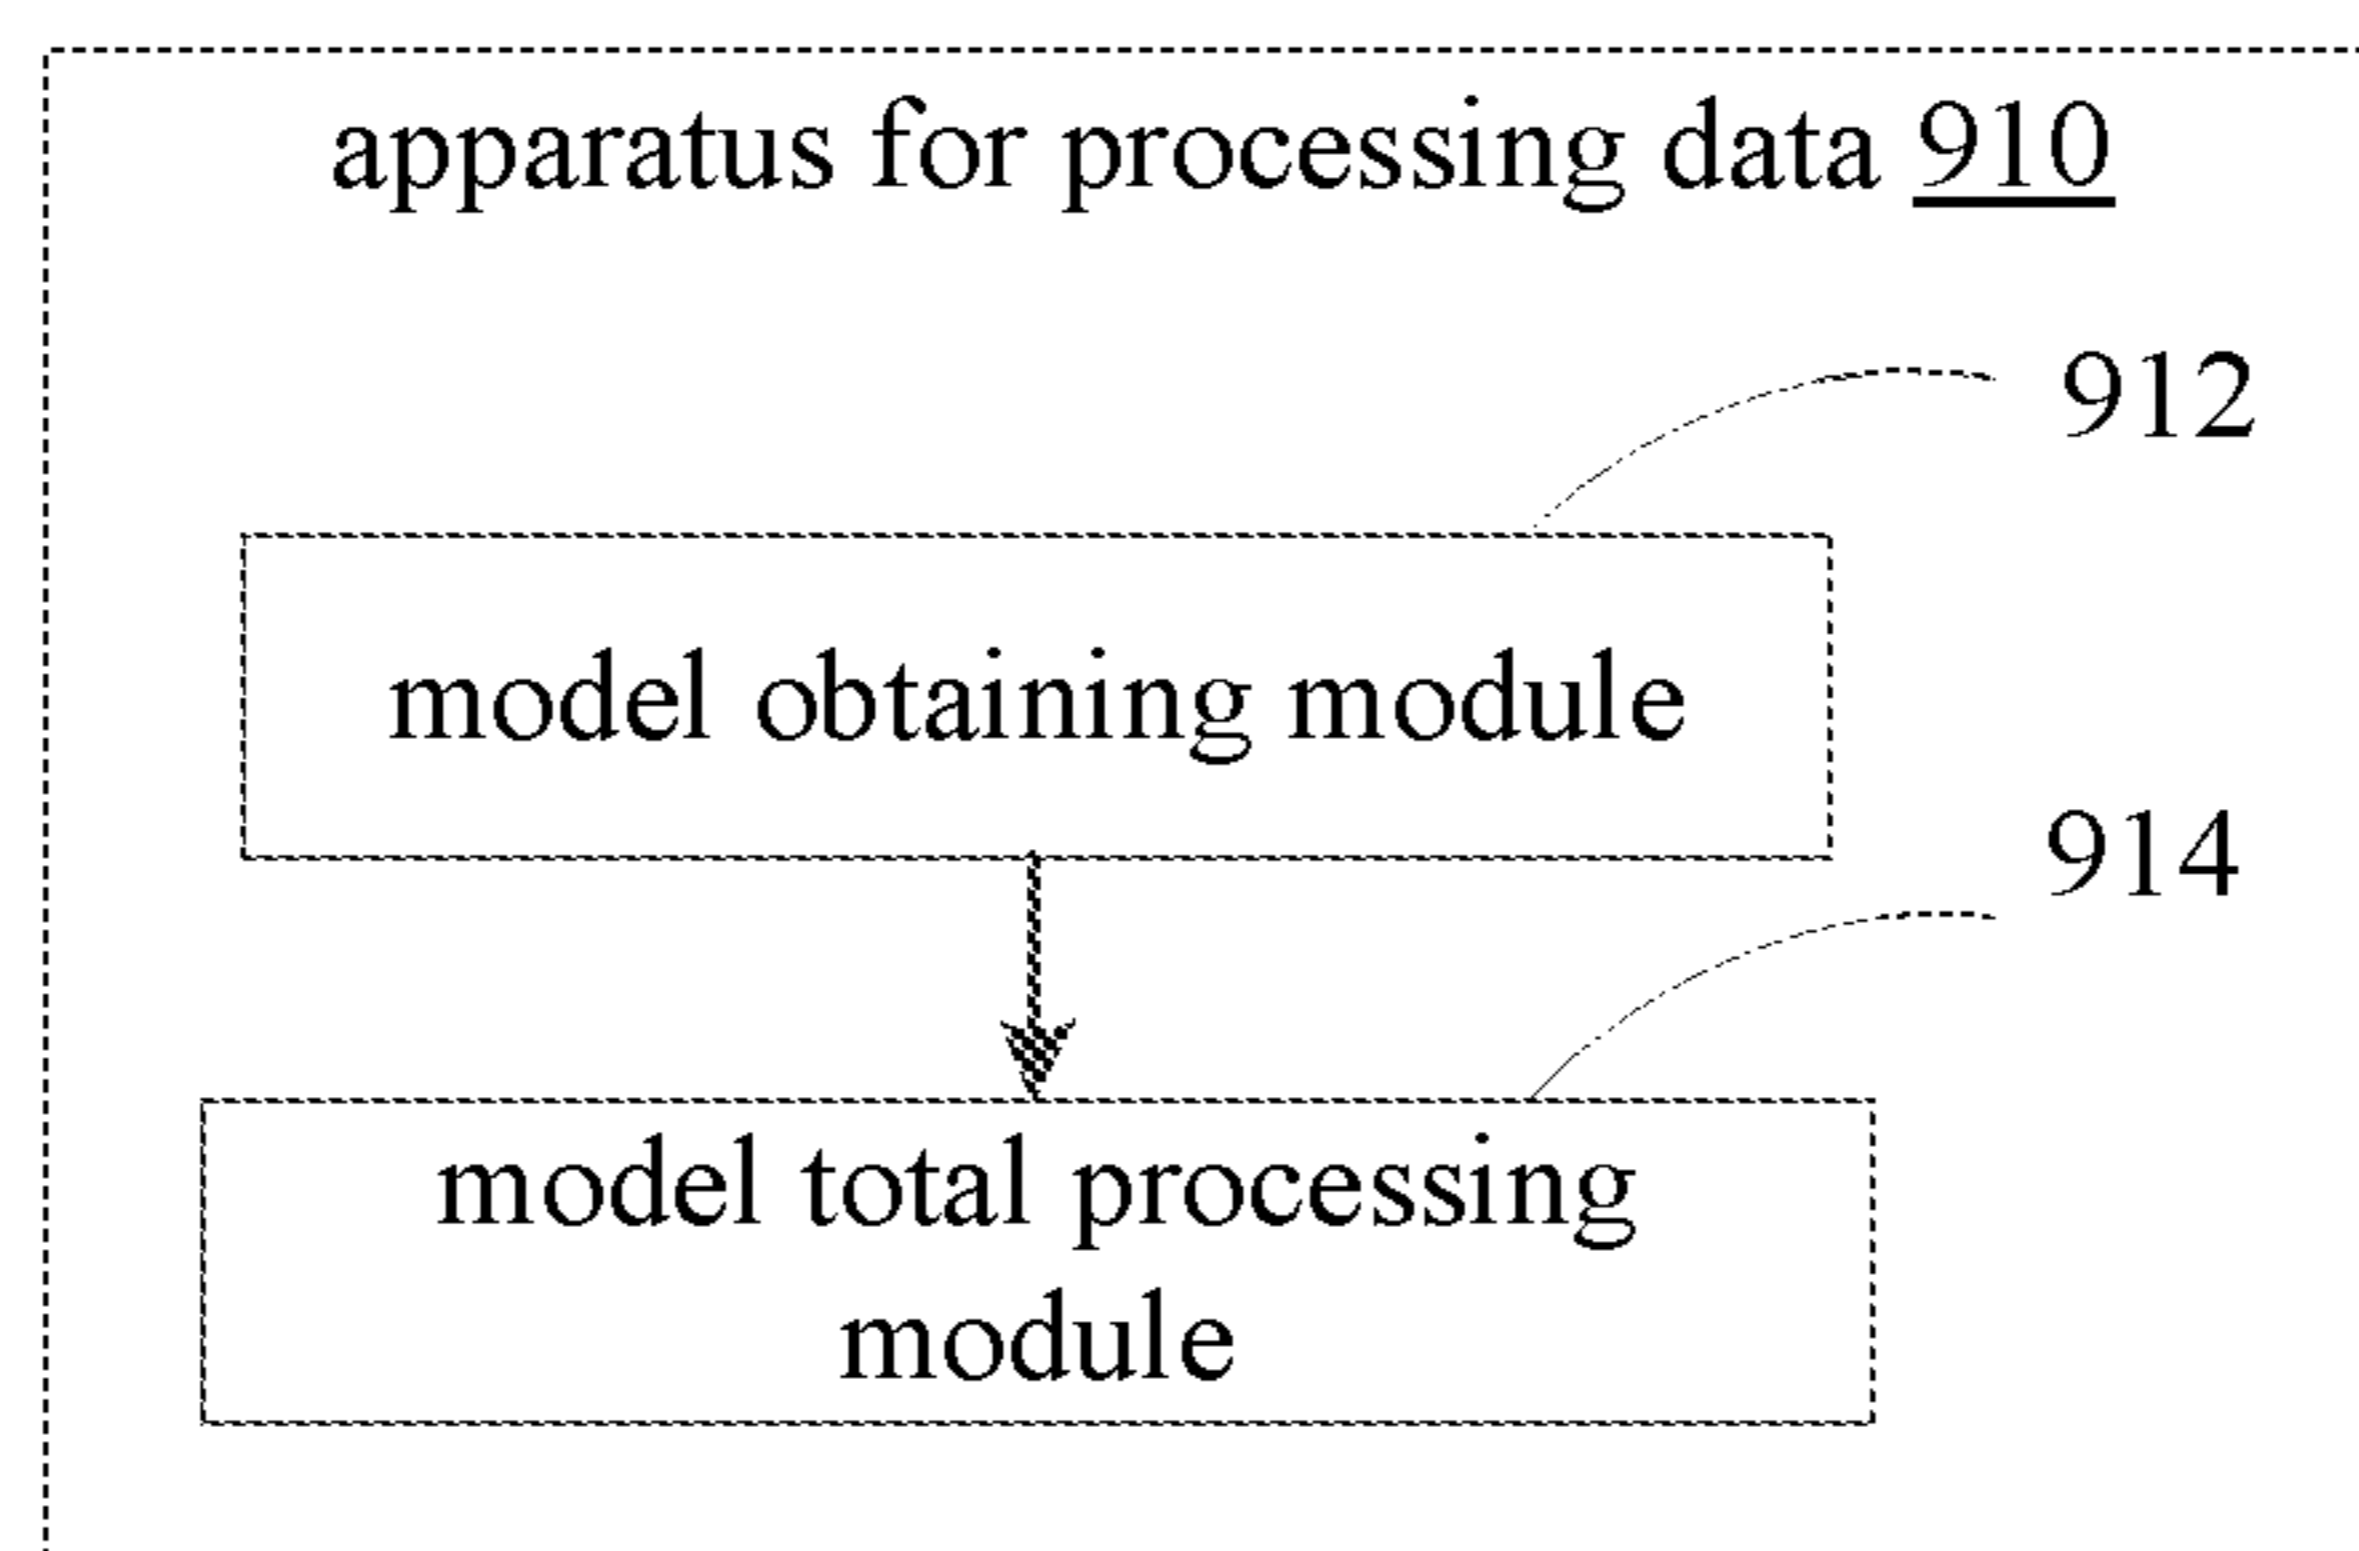 apparatus for processing data 910
912
model obtaining module
914
model total processing
module